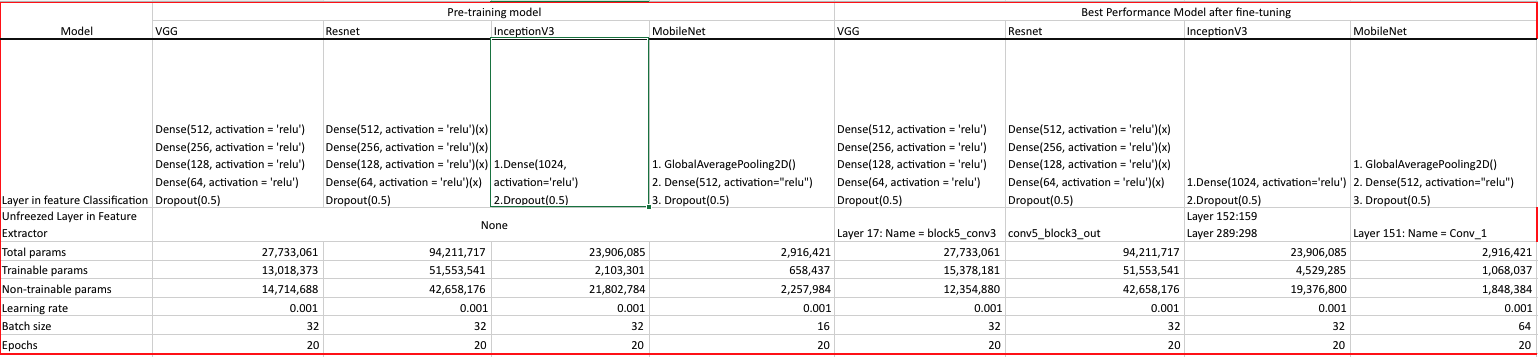 Pre-training model Best Performance Model after fine-tuning
Model VGG Resnet InceptionV3 MobileNet VGG Resnet InceptionV3 MobileNet
Dense(512, activation = 'relu') Dense(512, activation = 'relu')(x) Dense(512, activation = 'relu') Dense(512, activation = 'relu')(x)
Dense(256, activation = 'relu') Dense(256, activation = 'relu')(x) Dense(256, activation = 'relu') Dense(256, activation = 'relu')(x)
Dense(128, activation = 'relu') Dense(128, activation = 'relu')(x) 1.Dense(1024, 1. GlobalAveragePooling2D() Dense(128, activation = 'relu') Dense(128, activation = 'relu')(x) 1. GlobalAveragePooling2D()
Dense(64, activation = 'relu') Dense(64, activation = 'relu')(x) activation='relu') 2. Dense(512, activation="relu") Dense(64, activation = 'relu') Dense(64, activation = 'relu')(x) 1.Dense(1024, activation='relu') 2. Dense(512, activation="relu")
Layer in feature Classification Dropout(0.5) Dropout(0.5) 2.Dropout(0.5) 3. Dropout(0.5) Dropout(0.5) Dropout(0.5) 2.Dropout(0.5) 3. Dropout(0.5)
Unfreezed Layer in Feature None Layer 152:159
Extractor Layer 17: Name = block5_conv3 conv5_block3_out Layer 289:298 Layer 151: Name = Conv_1
Total params 27,733,061 94,211,717 23,906,085 2,916,421 27,733,061 94,211,717 23,906,085 2,916,421
Trainable params 13,018,373 51,553,541 2,103,301 658,437 15,378,181 51,553,541 4,529,285 1,068,037
Non-trainable params 14,714,688 42,658,176 21,802,784 2,257,984 12,354,880 42,658,176 19,376,800 1,848,384
Learning rate 0.001 0.001 0.001 0.001 0.001 0.001 0.001 0.001
Batch size 32 32 32 16 32 32 32 64
Epochs 20 20 20 20 20 20 20 20